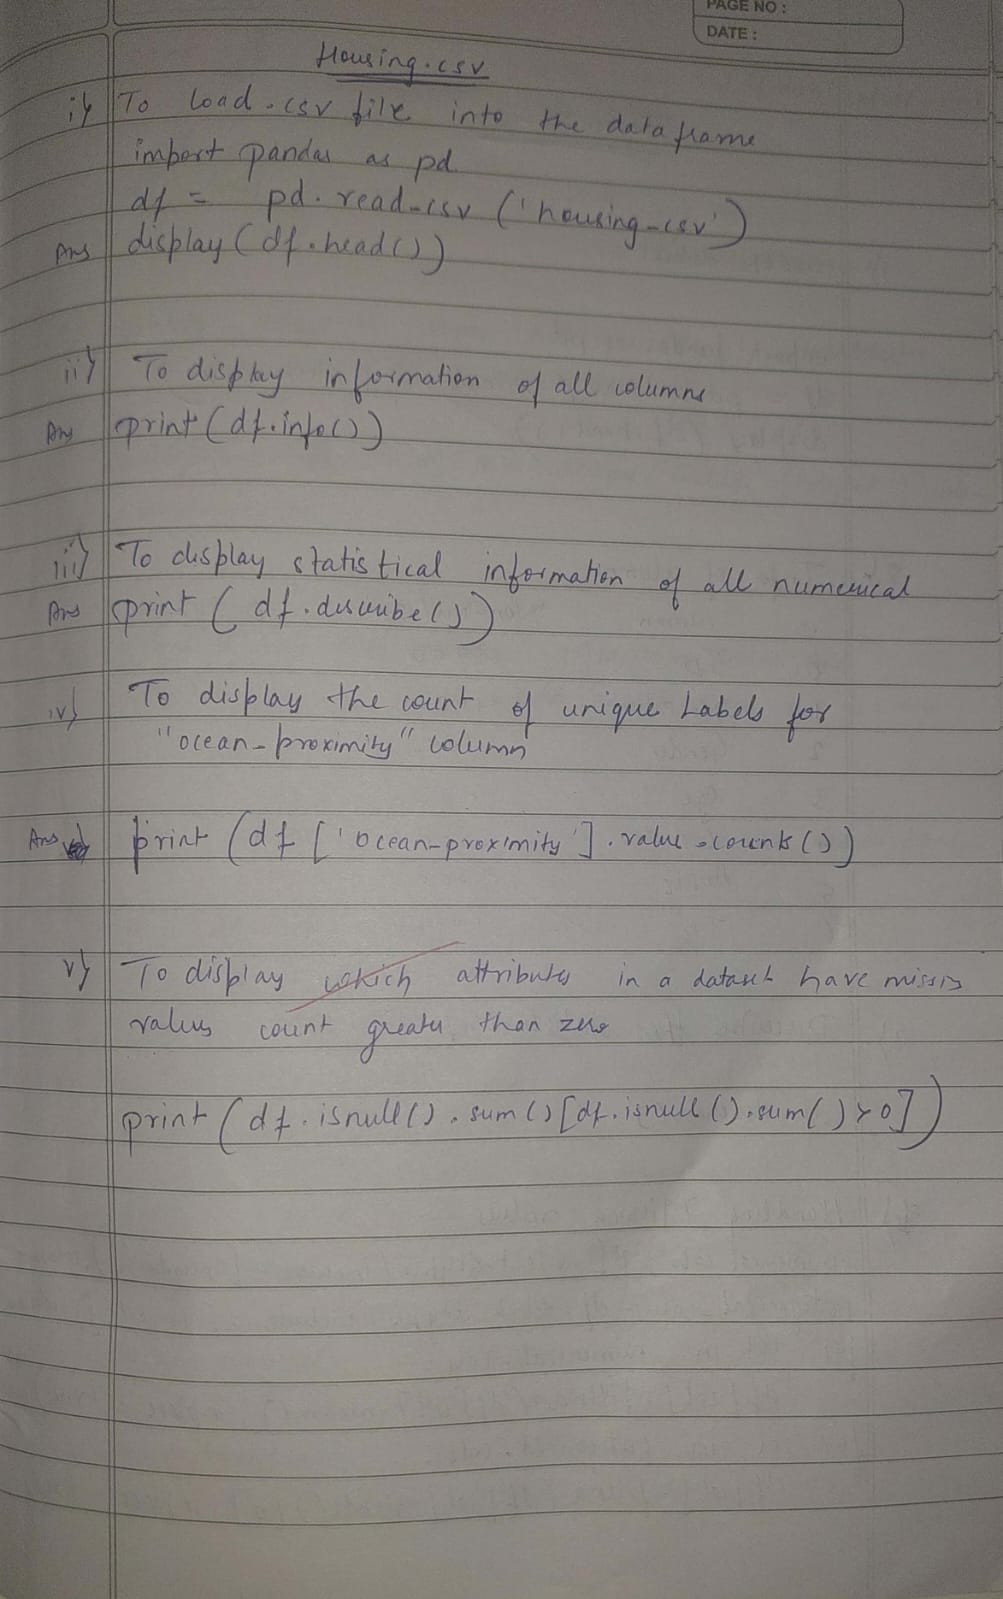 PAGE NO :
DATE :
Housing.csv
i) To load .csv file into the dataframe
import pandas as pd
df = pd.read_csv ('housing_csv')
Ans display(df.head())
ii) To display information of all columns
Ans print(df.info())
iii) To display statistical information of all numerical
Ans print ( df.describe())
iv) To display the count of unique Labels for
"ocean_proximity" column
Ans print (df ['ocean_proximity'].value_counts())
v) To display which attributes in a dataset have missin
values count greater than zero
print (df.isnull().sum()[df.isnull().sum()>0])